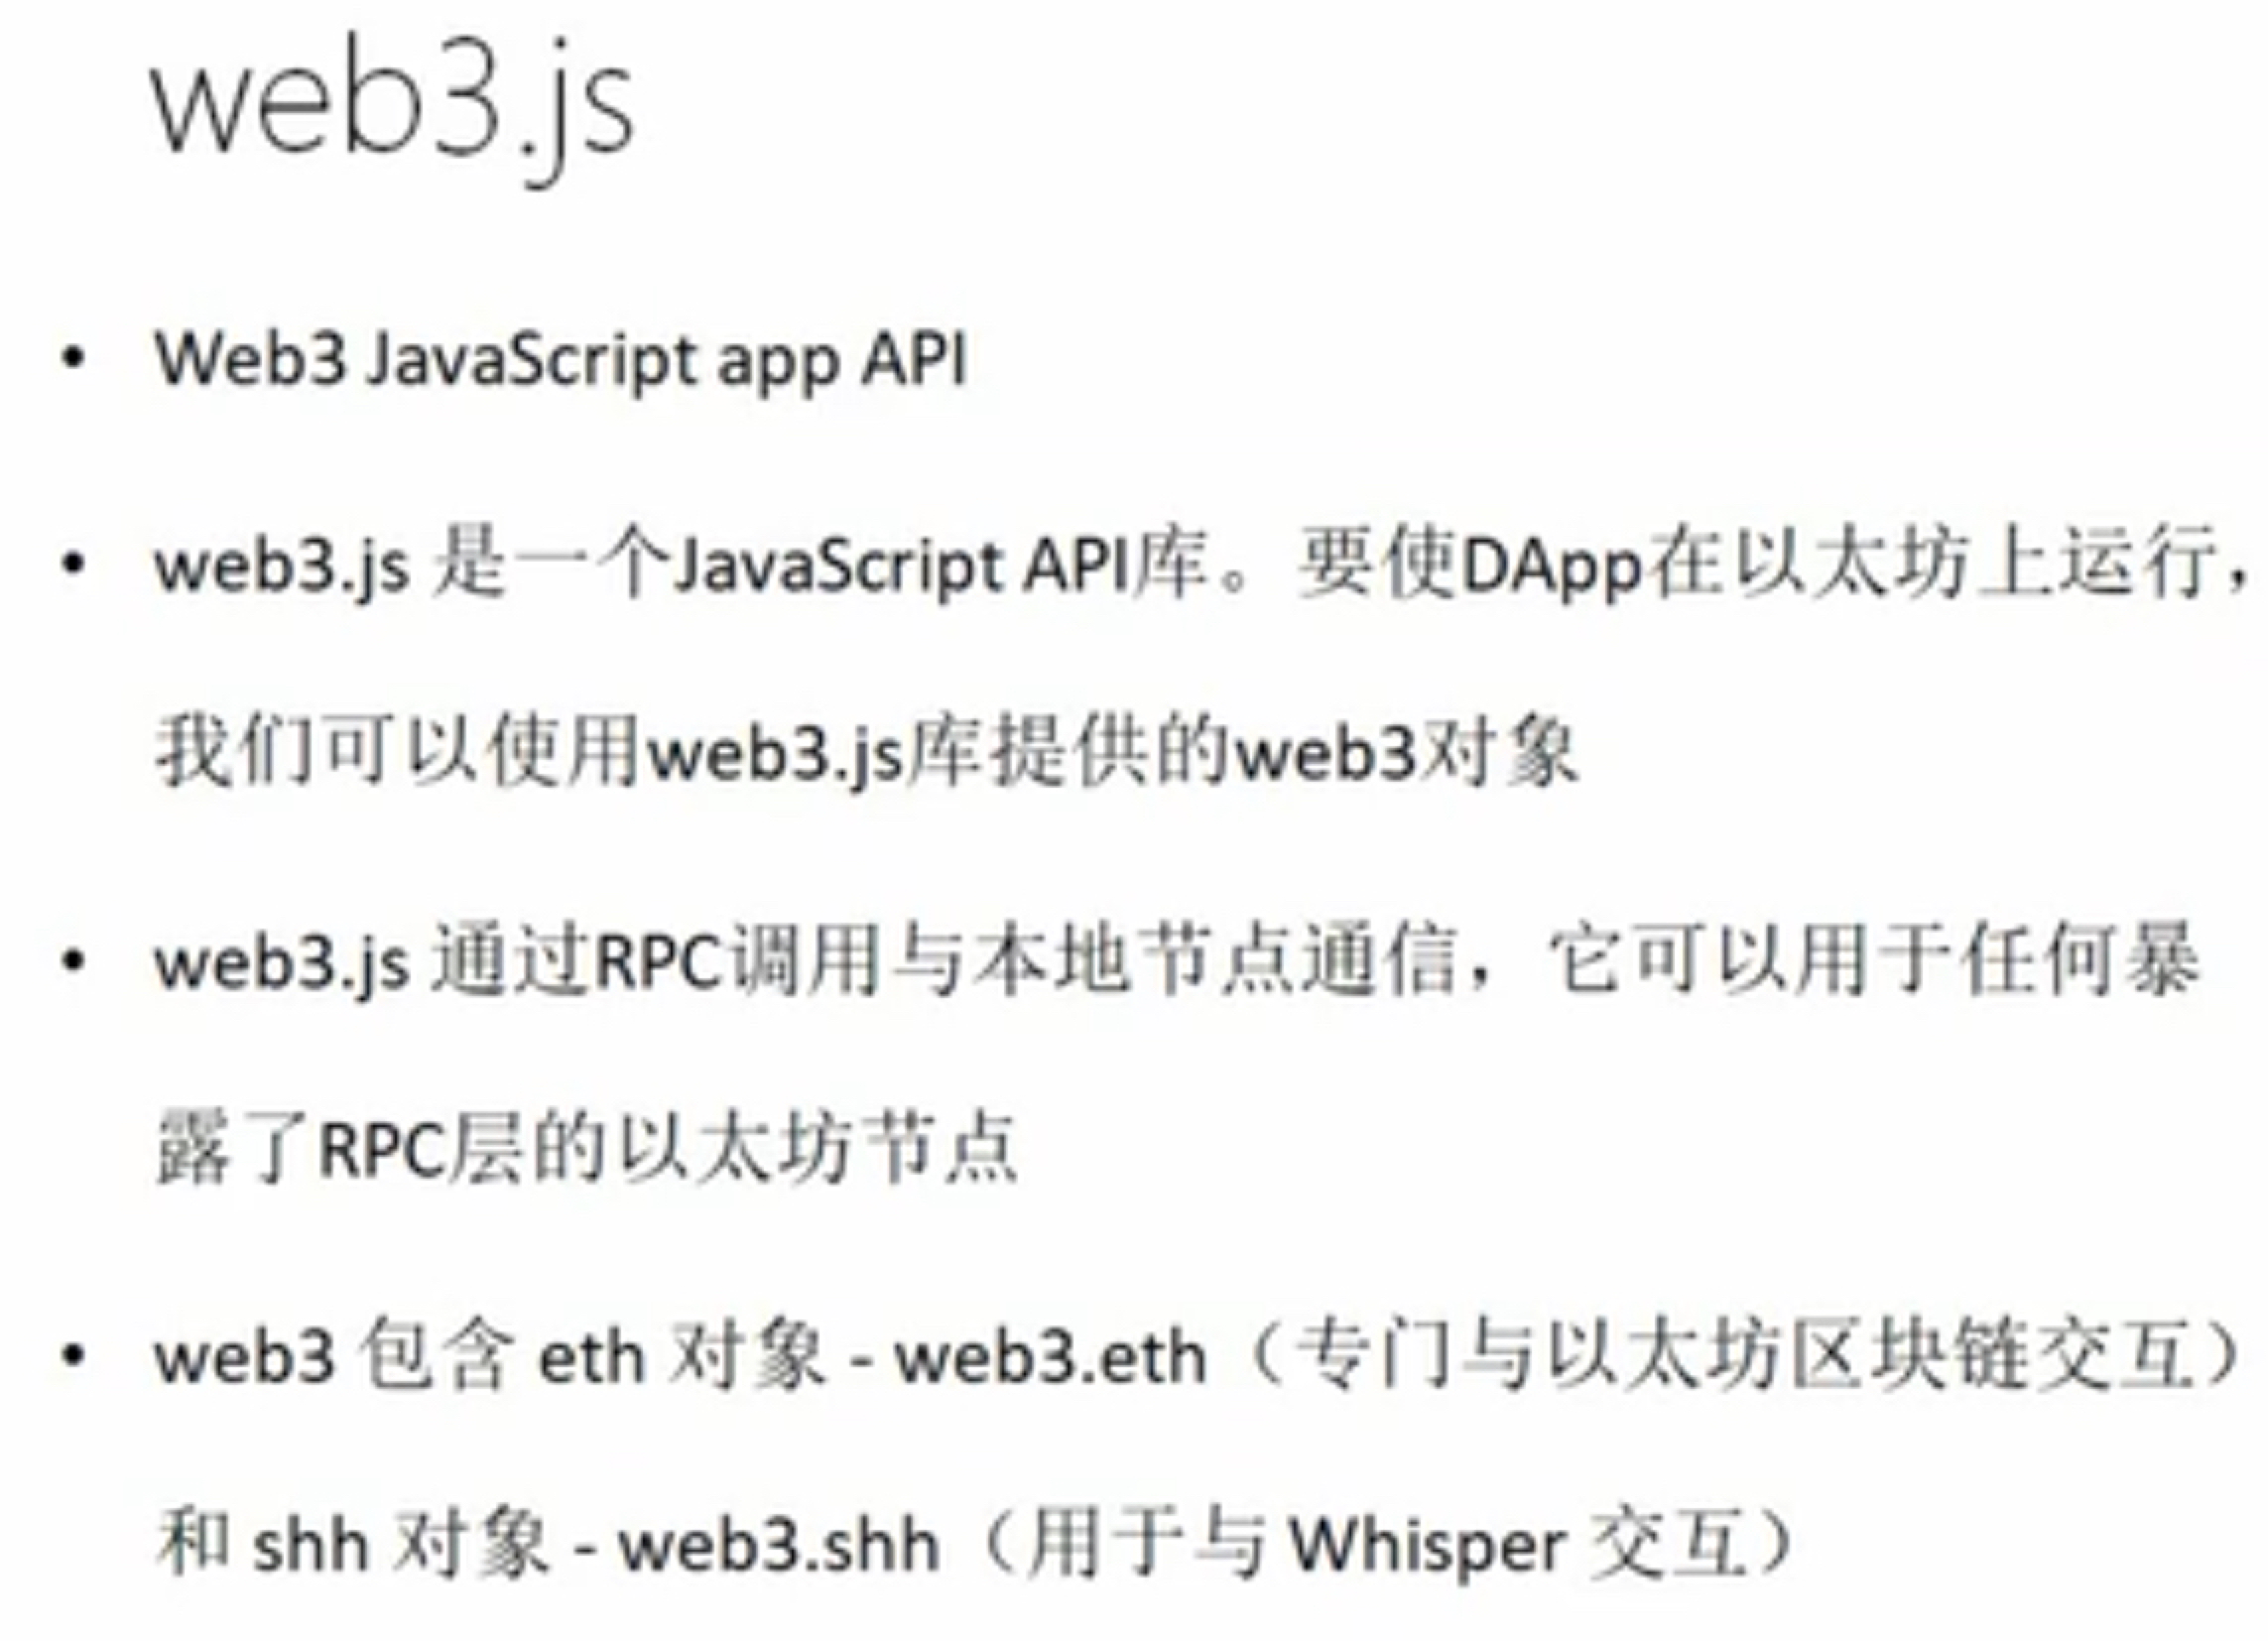 web3.js
• Web3 JavaScript app API
• web3.js 是一个JavaScript API库。要使DApp在以太坊上运行，
我们可以使用web3.js库提供的web3对象
• web3.js 通过RPC调用与本地节点通信，它可以用于任何暴
露了RPC层的以太坊节点
• web3 包含 eth 对象 - web3.eth（专门与以太坊区块链交互）
和 shh 对象 - web3.shh（用于与 Whisper 交互）